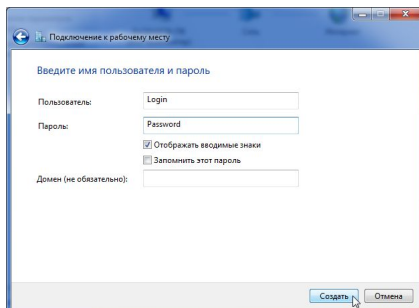 Подключение к рабочему месту
Введите имя пользователя и пароль
Пользователь: Login
Пароль: Password
Отображать вводимые знаки
Запомнить этот пароль
Домен (не обязательно):
Создать Отмена